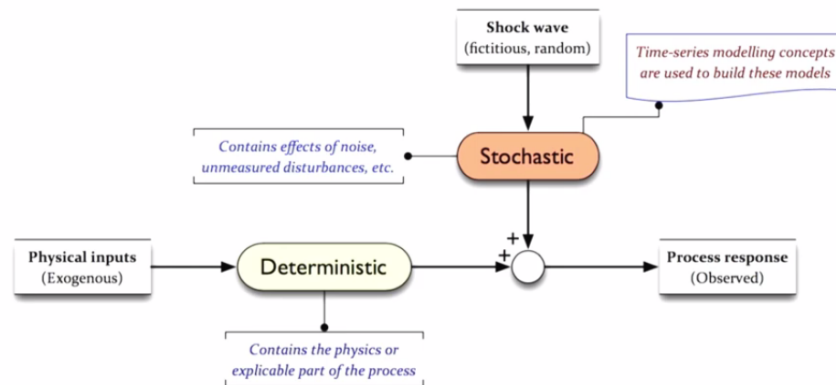 Shock wave
(fictitious, random)
Time-series modelling concepts
are used to build these models
Contains effects of noise,
unmeasured disturbances, etc.
Stochastic
+
+
Physical inputs
(Exogenous)
Deterministic
Process response
(Observed)
Contains the physics or
explicable part of the process